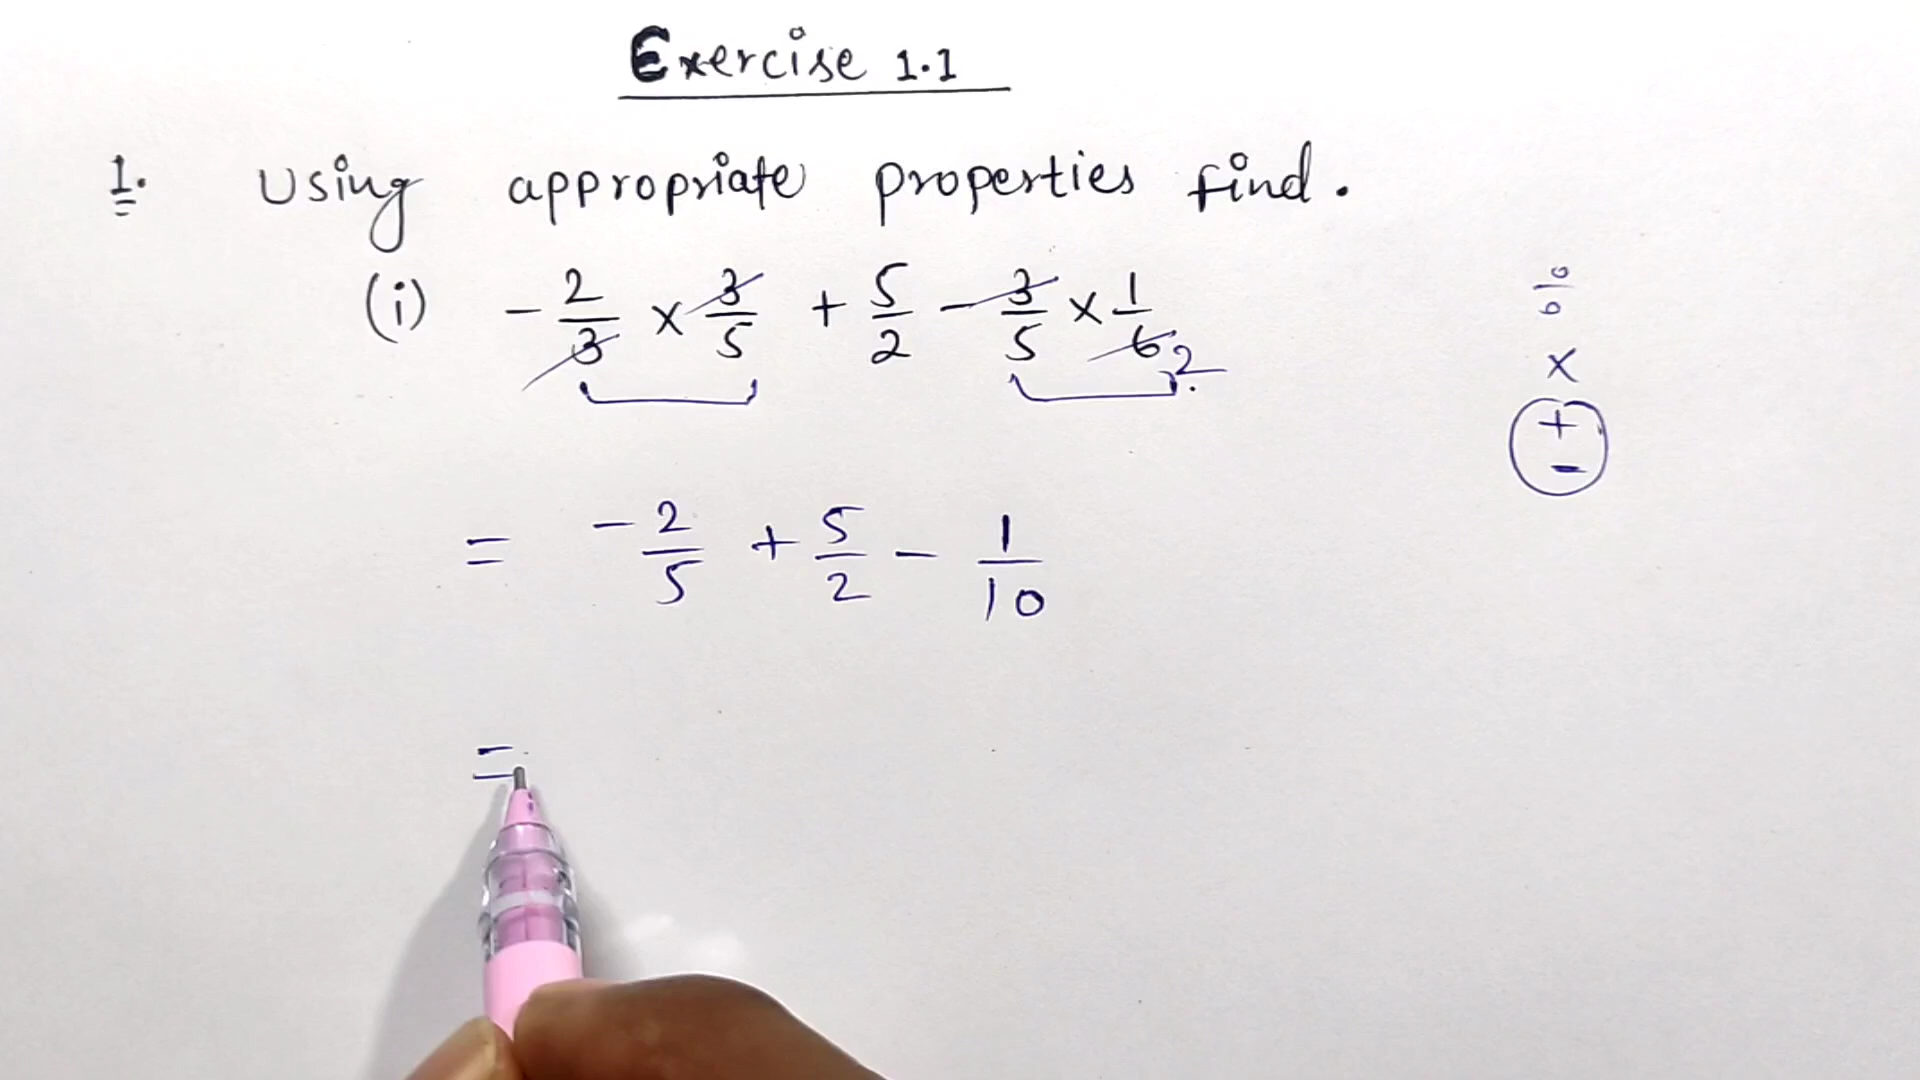 Exercise 1.1
1. Using appropriate properties find.
(i) - 2/3 × 3/5 + 5/2 - 3/5 × 1/6 2
÷
×
+
-
= - 2/5 + 5/2 - 1/10
=